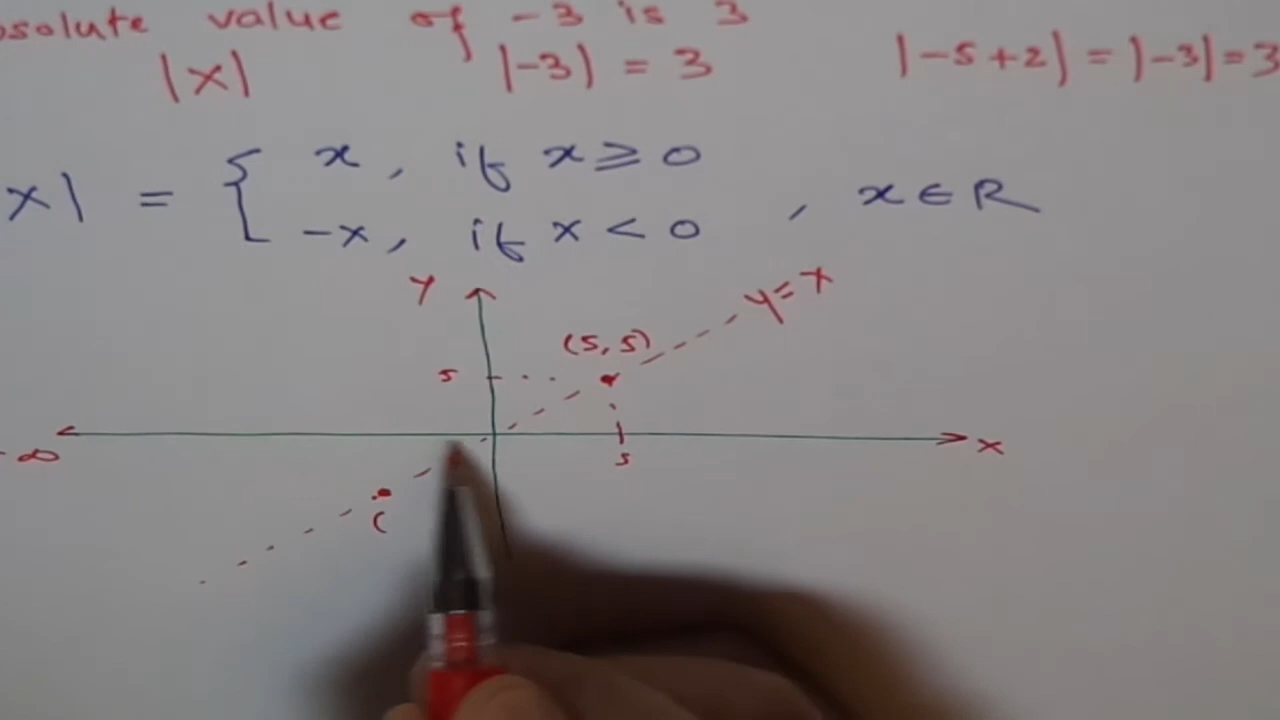 absolute value of -3 is 3
|x| |-3| = 3 |-5+2| = |-3| = 3
x| = { x, if x ≥ 0
-x, if x < 0 , x ∈ R
Y
y = x
(5, 5)
5
-∞ 5 x
(